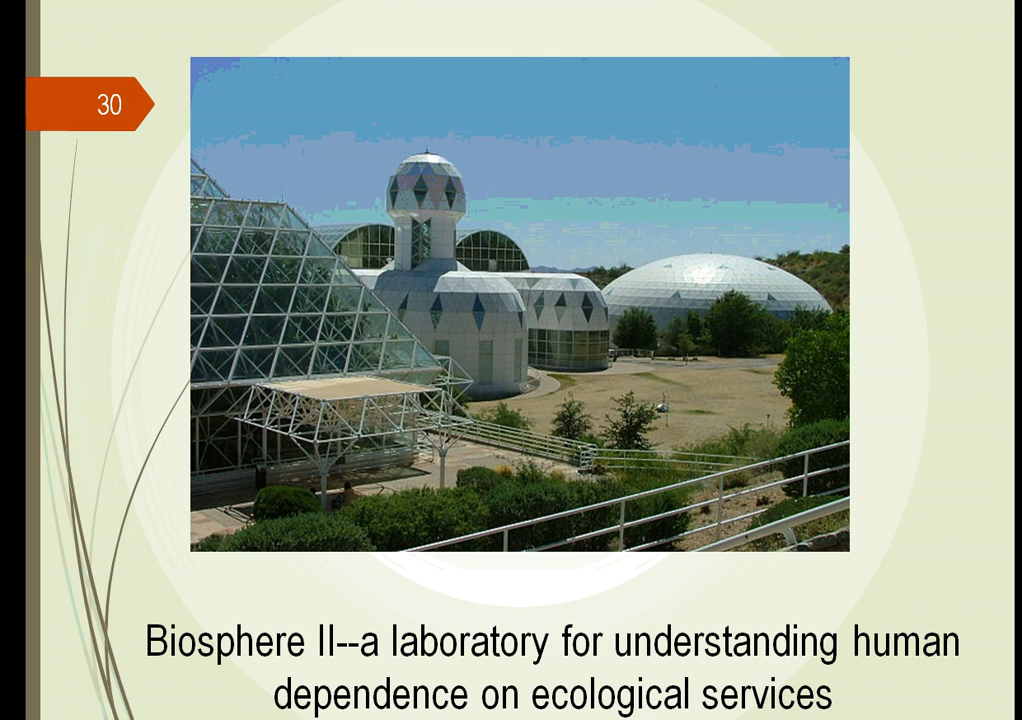 30
Biosphere II--a laboratory for understanding human
dependence on ecological services